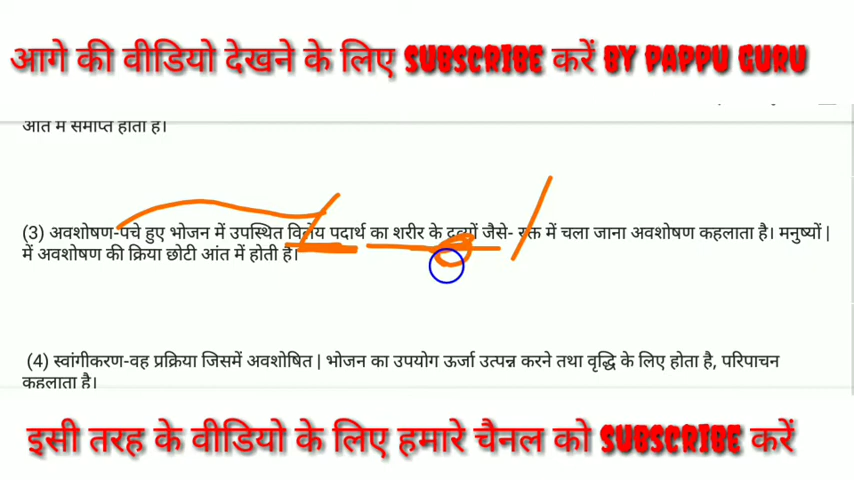 आगे की वीडियो देखने के लिए SUBSCRIBE करें BY PAPPU GURU
आंत में समाप्त होता है।
(3) अवशोषण-पचे हुए भोजन में उपस्थित विलेय पदार्थ का शरीर के द्रव्यों जैसे- रक्त में चला जाना अवशोषण कहलाता है। मनुष्यों |
में अवशोषण की क्रिया छोटी आंत में होती है।
(4) स्वांगीकरण-वह प्रक्रिया जिसमें अवशोषित | भोजन का उपयोग ऊर्जा उत्पन्न करने तथा वृद्धि के लिए होता है, परिपाचन
कहलाता है।
इसी तरह के वीडियो के लिए हमारे चैनल को SUBSCRIBE करें